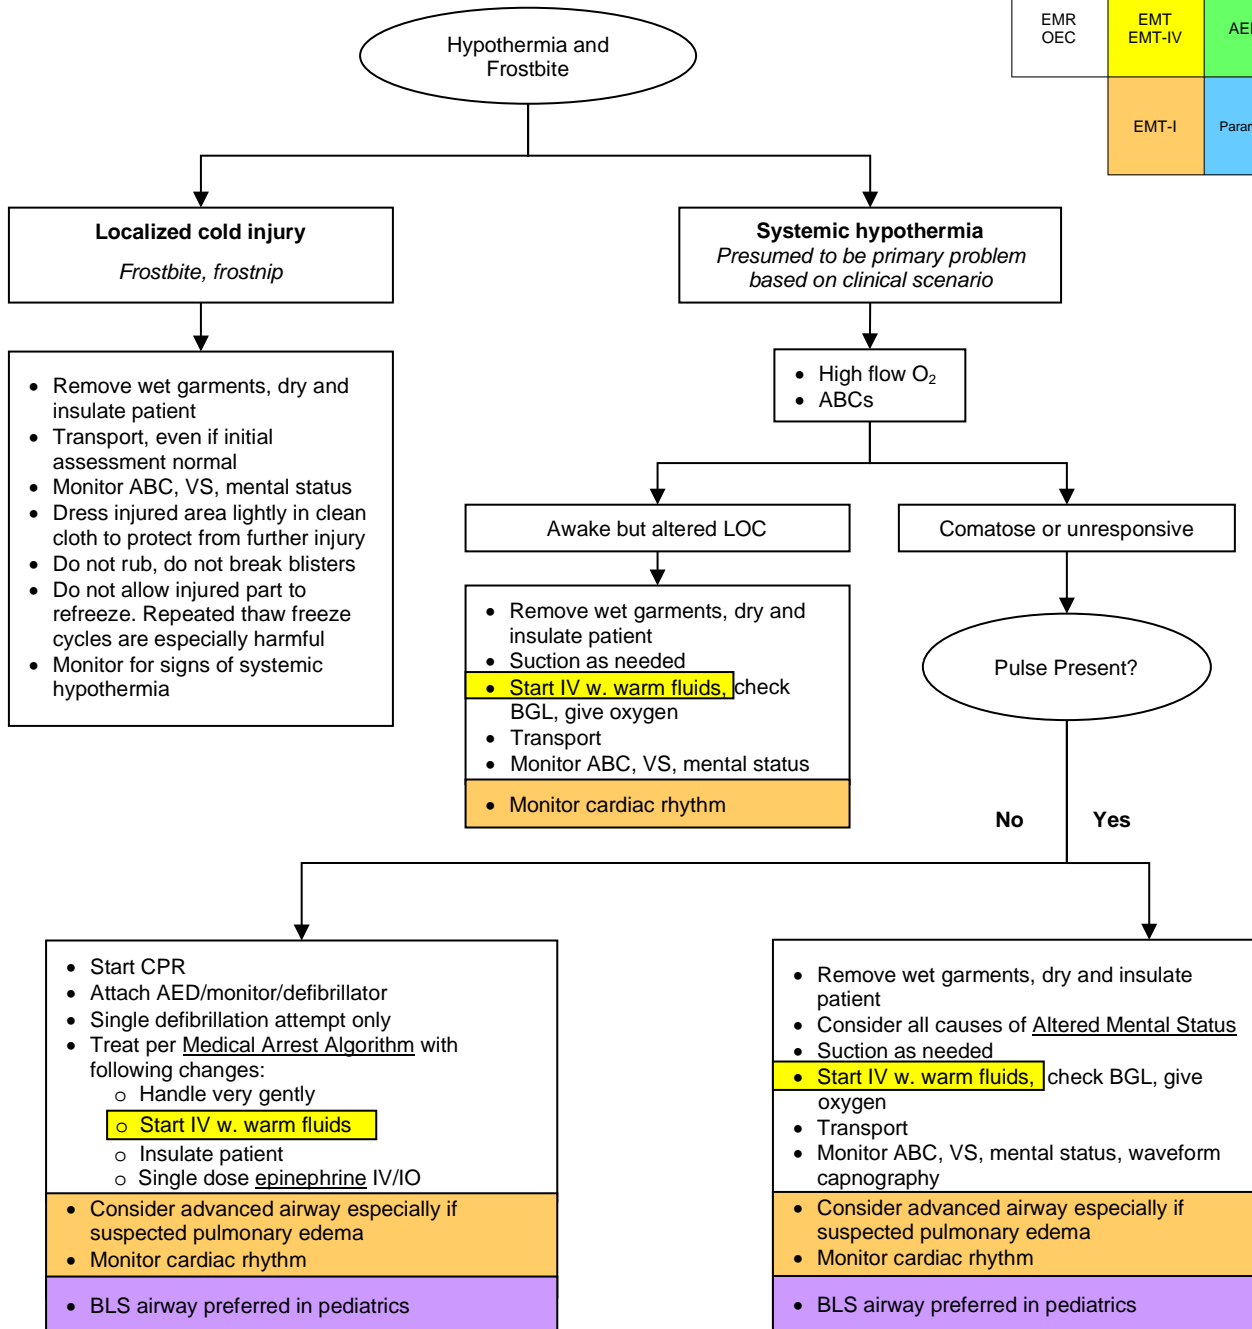 Hypothermia and
Frostbite
EMR
OEC
EMT
EMT-IV
EMT-I
Localized cold injury
Frostbite, frostnip
Systemic hypothermia
Presumed to be primary problem
based on clinical scenario
• Remove wet garments, dry and
insulate patient
• Transport, even if initial
assessment normal
• Monitor ABC, VS, mental status
• Dress injured area lightly in clean
cloth to protect from further injury
• Do not rub, do not break blisters
• Do not allow injured part to
refreeze. Repeated thaw freeze
cycles are especially harmful
• Monitor for signs of systemic
hypothermia
• High flow O₂
• ABCs
Awake but altered LOC
Comatose or unresponsive
• Remove wet garments, dry and
insulate patient
• Suction as needed
• Start IV w. warm fluids, check
BGL, give oxygen
• Transport
• Monitor ABC, VS, mental status
• Monitor cardiac rhythm
Pulse Present?
No
Yes
• Start CPR
• Attach AED/monitor/defibrillator
• Single defibrillation attempt only
• Treat per Medical Arrest Algorithm with
following changes:
o Handle very gently
o Start IV w. warm fluids
o Insulate patient
o Single dose epinephrine IV/IO
• Consider advanced airway especially if
suspected pulmonary edema
• Monitor cardiac rhythm
• BLS airway preferred in pediatrics
• Remove wet garments, dry and insulate
patient
• Consider all causes of Altered Mental Status
• Suction as needed
• Start IV w. warm fluids, check BGL, give
oxygen
• Transport
• Monitor ABC, VS, mental status, waveform
capnography
• Consider advanced airway especially if
suspected pulmonary edema
• Monitor cardiac rhythm
• BLS airway preferred in pediatrics